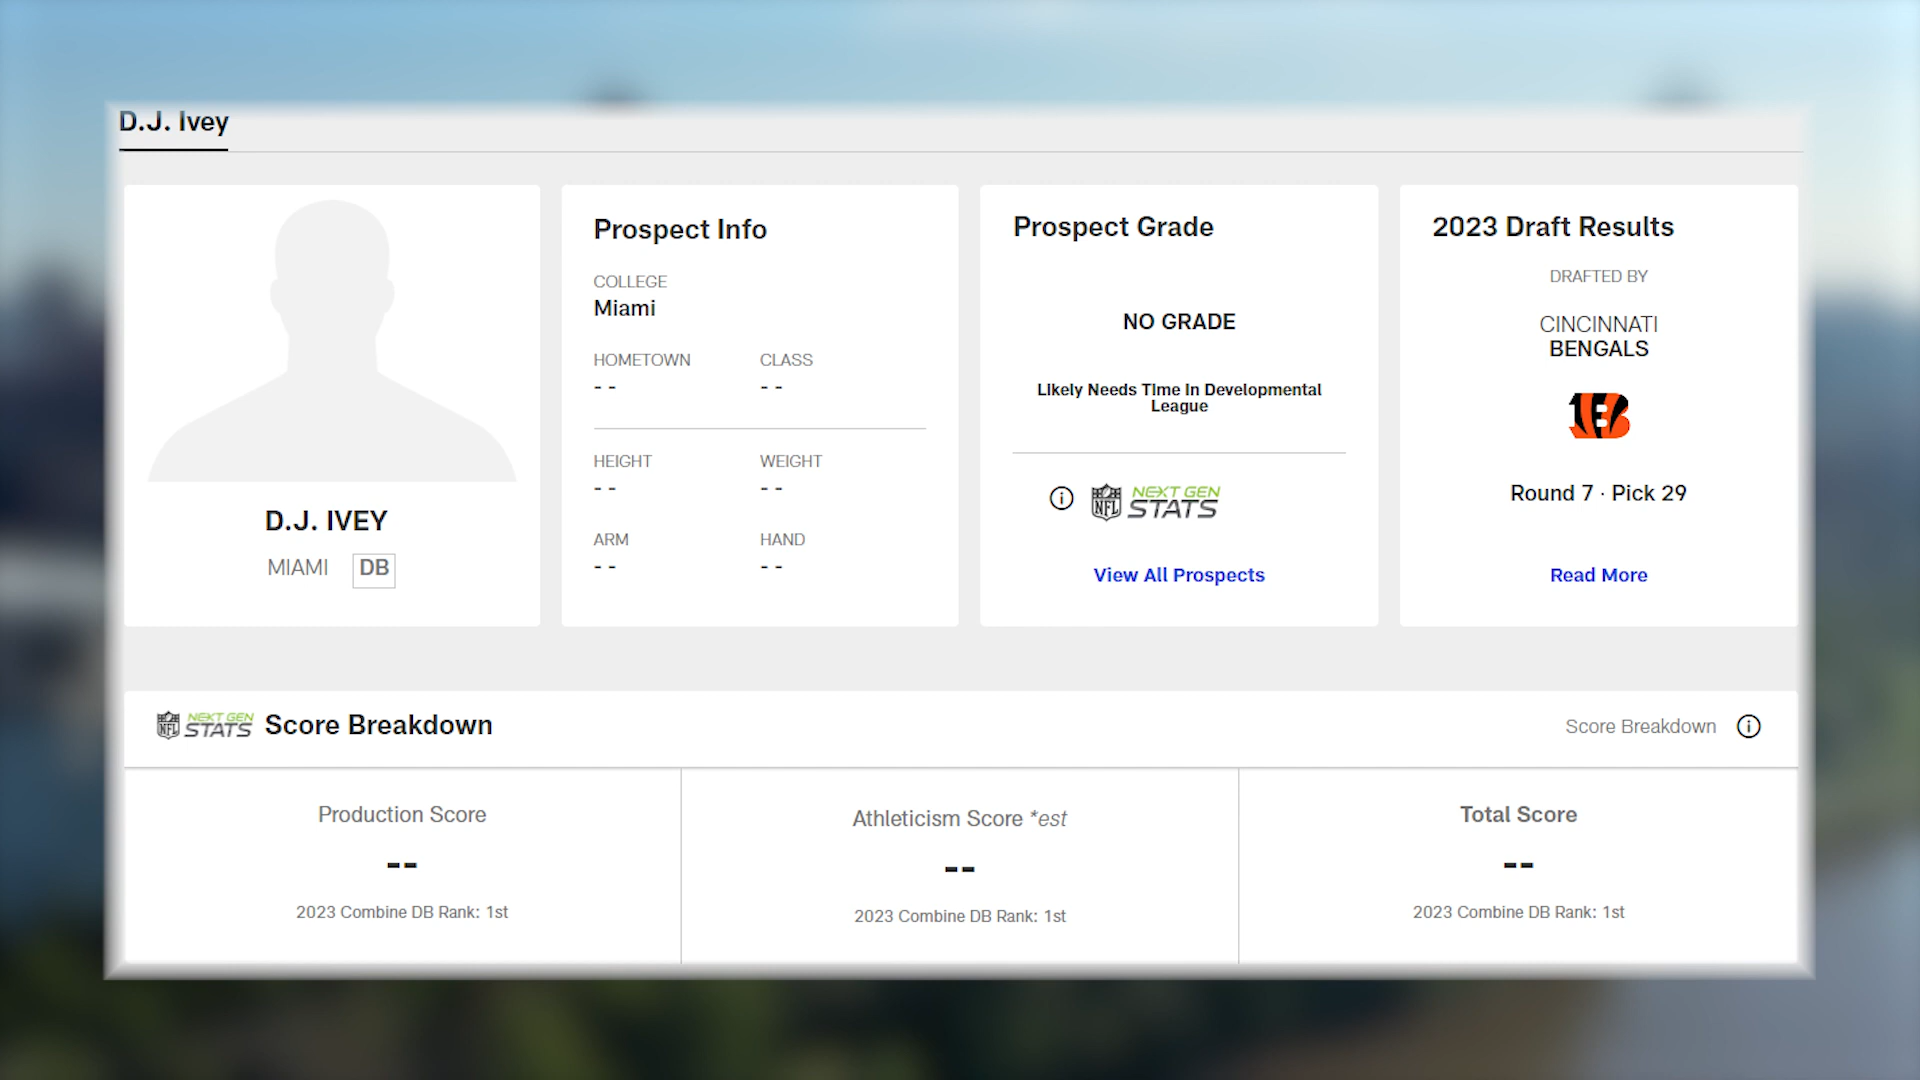 D.J. Ivey
D.J. IVEY
MIAMI DB
Prospect Info
COLLEGE
Miami
HOMETOWN CLASS
- - - -
HEIGHT WEIGHT
- - - -
ARM HAND
- - - -
Prospect Grade
NO GRADE
Likely Needs Time In Developmental
League
NFL NEXT GEN
STATS
View All Prospects
2023 Draft Results
DRAFTED BY
CINCINNATI
BENGALS
B
Round 7 · Pick 29
Read More
NFL NEXT GEN
STATS
Score Breakdown
Score Breakdown
Production Score
--
2023 Combine DB Rank: 1st
Athleticism Score *est
--
2023 Combine DB Rank: 1st
Total Score
--
2023 Combine DB Rank: 1st